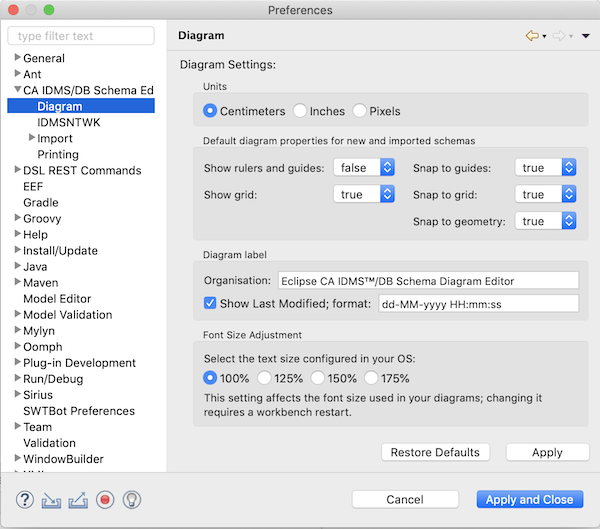 Preferences
type filter text
General
Ant
CA IDMS/DB Schema Ed
Diagram
IDMSNTWK
Import
Printing
DSL REST Commands
EEF
Gradle
Groovy
Help
Install/Update
Java
Maven
Model Editor
Model Validation
Mylyn
Oomph
Plug-in Development
Run/Debug
Sirius
SWTBot Preferences
Team
Validation
WindowBuilder
Diagram
Diagram Settings:
Units
Centimeters Inches Pixels
Default diagram properties for new and imported schemas
Show rulers and guides: false Snap to guides: true
Show grid: true Snap to grid: true
Snap to geometry: true
Diagram label
Organisation: Eclipse CA IDMS™/DB Schema Diagram Editor
Show Last Modified; format: dd-MM-yyyy HH:mm:ss
Font Size Adjustment
Select the text size configured in your OS:
100% 125% 150% 175%
This setting affects the font size used in your diagrams; changing it
requires a workbench restart.
Restore Defaults Apply
? Cancel Apply and Close